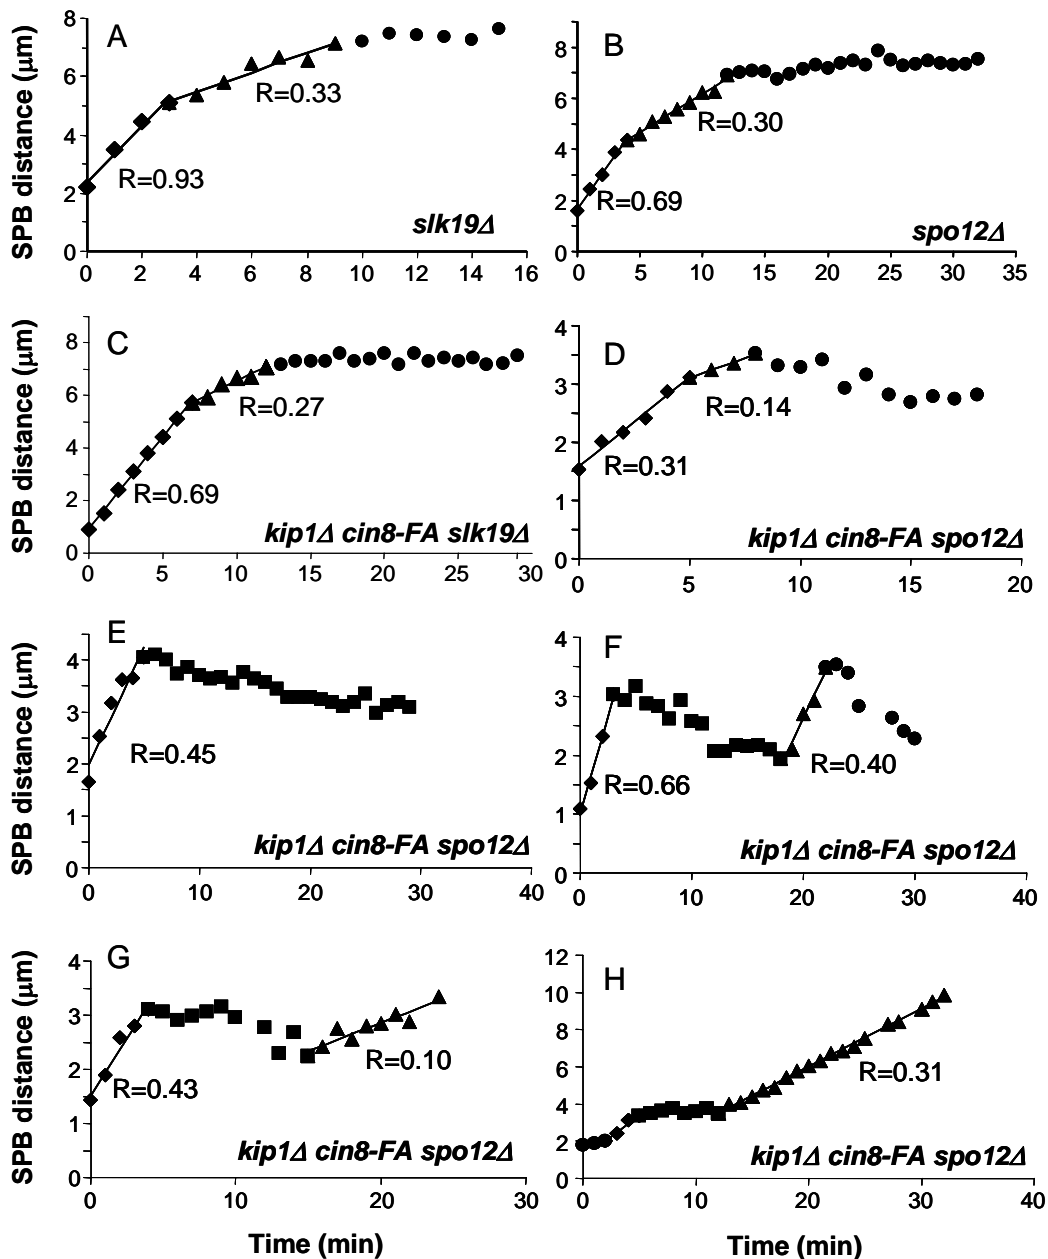 SPB distance (μm)
8
6
4
2
0
A
R=0.33
R=0.93
slk19Δ
0 2 4 6 8 10 12 14 16
8
6
4
2
0
B
R=0.30
R=0.69
spo12Δ
0 5 10 15 20 25 30 35
SPB distance (μm)
8
6
4
2
0
C
R=0.27
R=0.69
kip1Δ cin8-FA slk19Δ
0 5 10 15 20 25 30
4
3
2
1
0
D
R=0.14
R=0.31
kip1Δ cin8-FA spo12Δ
0 5 10 15 20
SPB distance (μm)
4
3
2
1
0
E
R=0.45
kip1Δ cin8-FA spo12Δ
0 10 20 30 40
4
3
2
1
0
F
R=0.66
R=0.40
kip1Δ cin8-FA spo12Δ
0 10 20 30 40
SPB distance (μm)
4
3
2
1
0
G
R=0.43
R=0.10
kip1Δ cin8-FA spo12Δ
0 10 20 30
Time (min)
12
10
8
6
4
2
0
H
R=0.31
kip1Δ cin8-FA spo12Δ
0 10 20 30 40
Time (min)